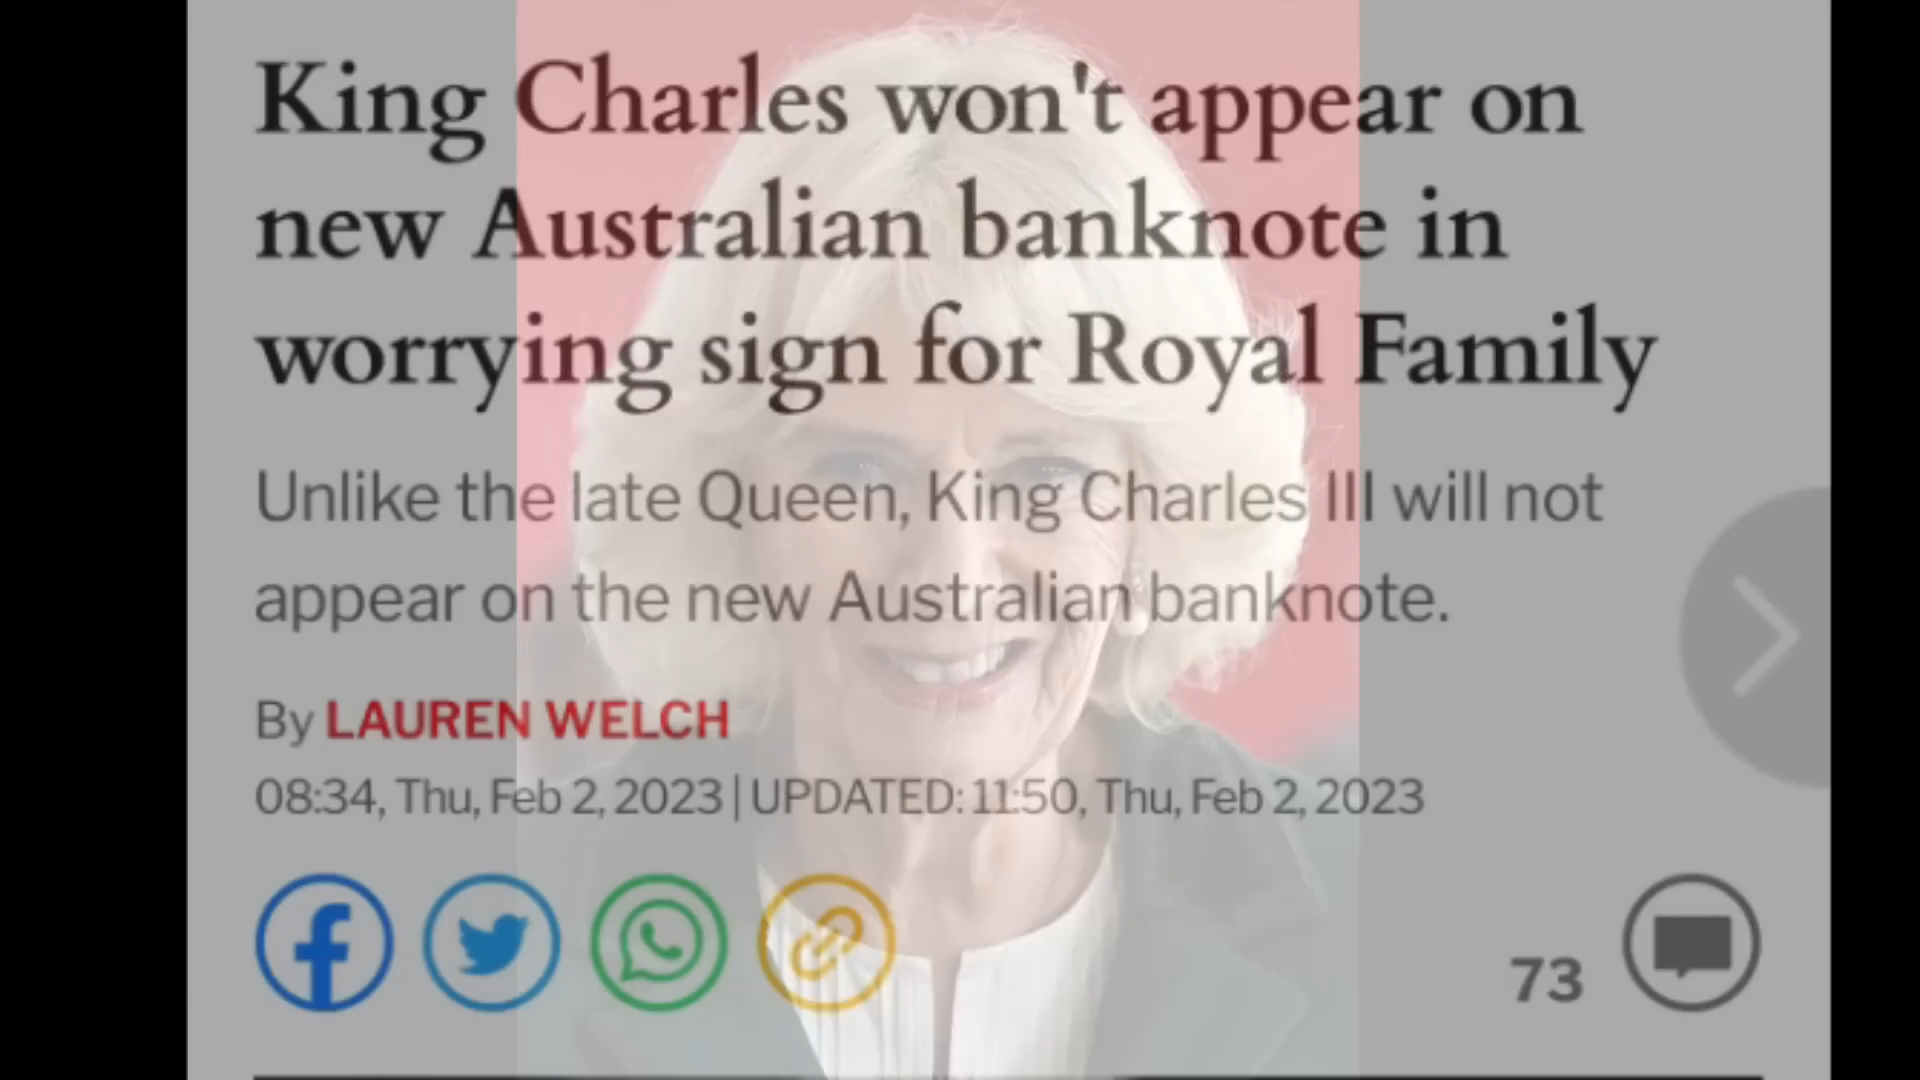 King Charles won't appear on
new Australian banknote in
worrying sign for Royal Family
Unlike the late Queen, King Charles III will not
appear on the new Australian banknote.
By LAUREN WELCH
08:34, Thu, Feb 2, 2023 | UPDATED: 11:50, Thu, Feb 2, 2023
73